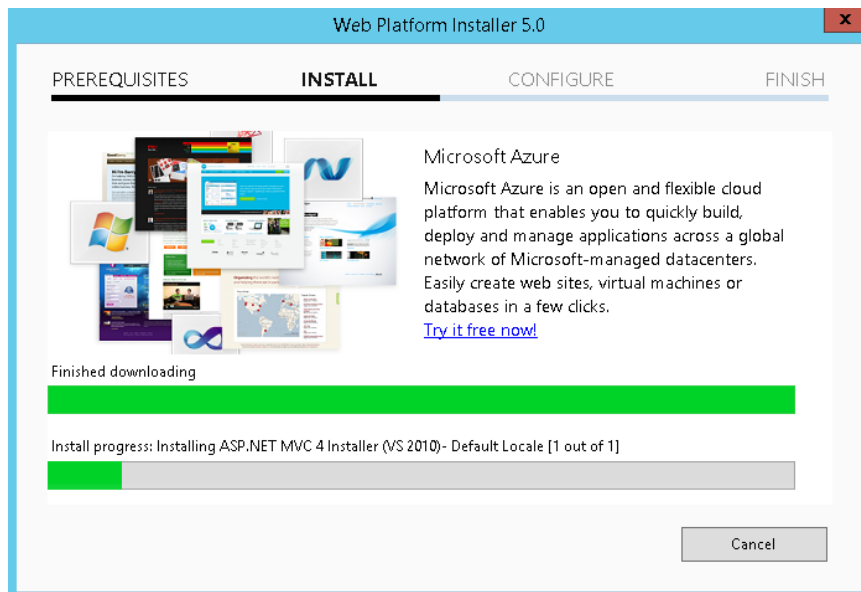 Web Platform Installer 5.0
x
PREREQUISITES INSTALL CONFIGURE FINISH
Microsoft Azure
Microsoft Azure is an open and flexible cloud
platform that enables you to quickly build,
deploy and manage applications across a global
network of Microsoft-managed datacenters.
Easily create web sites, virtual machines or
databases in a few clicks.
Try it free now!
Finished downloading
Install progress: Installing ASP.NET MVC 4 Installer (VS 2010)- Default Locale [1 out of 1]
Cancel